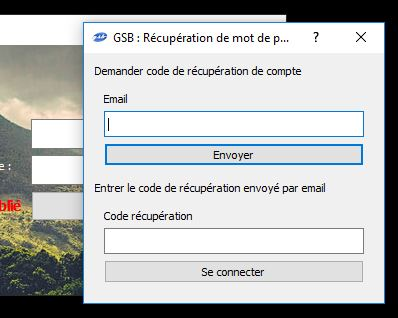 GSB : Récupération de mot de p...
Demander code de récupération de compte
Email
Envoyer
Entrer le code de récupération envoyé par email
Code récupération
Se connecter